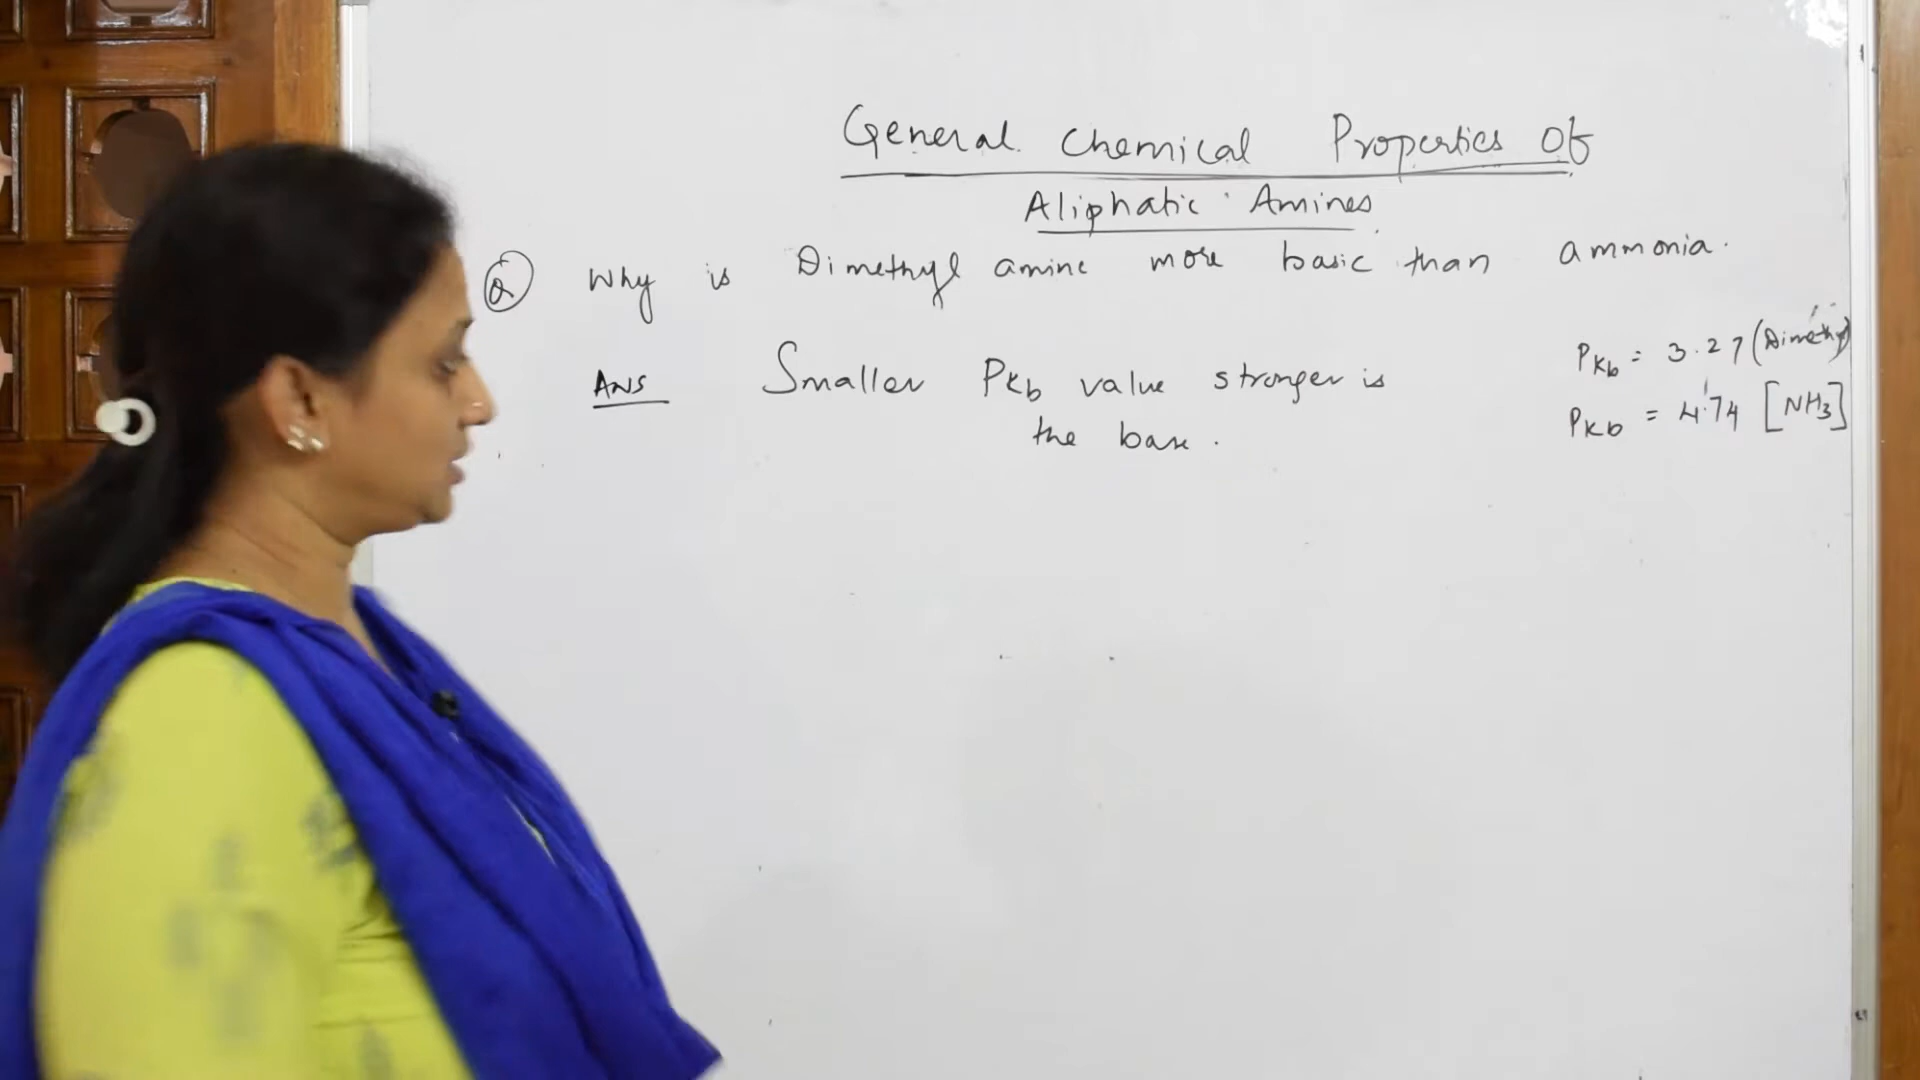 General Chemical Properties Of
Aliphatic Amines
Q Why is Dimethyl amine more basic than ammonia.
Ans Smaller PKb value stronger is
the base.
PKb = 3.27 (Dimethyl)
PKb = 4.74 [NH3]